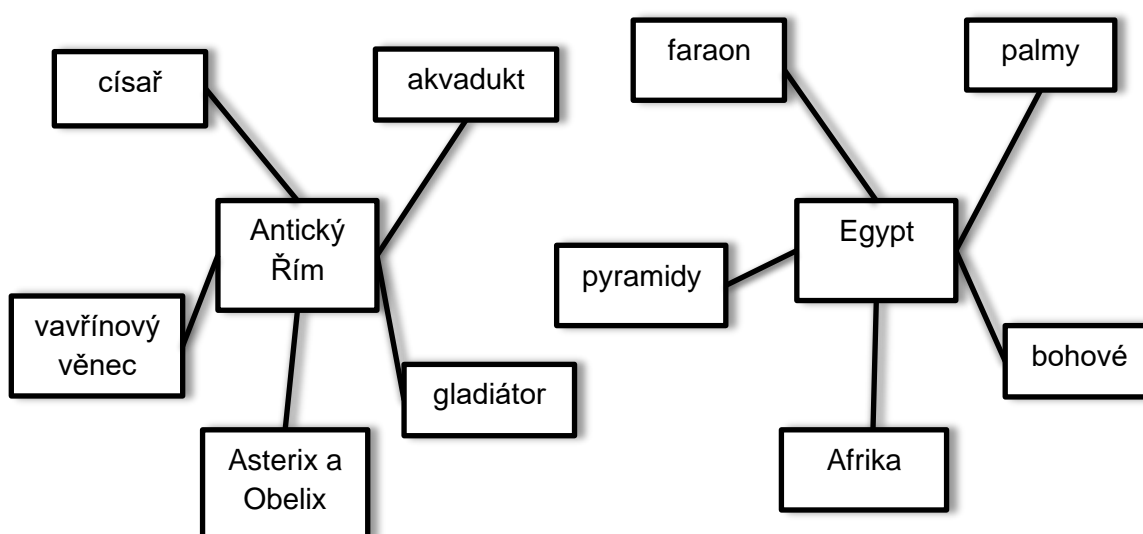 císař
akvadukt
Antický
Řím
vavřínový
věnec
gladiátor
Asterix a
Obelix
faraon
palmy
Egypt
pyramidy
bohové
Afrika